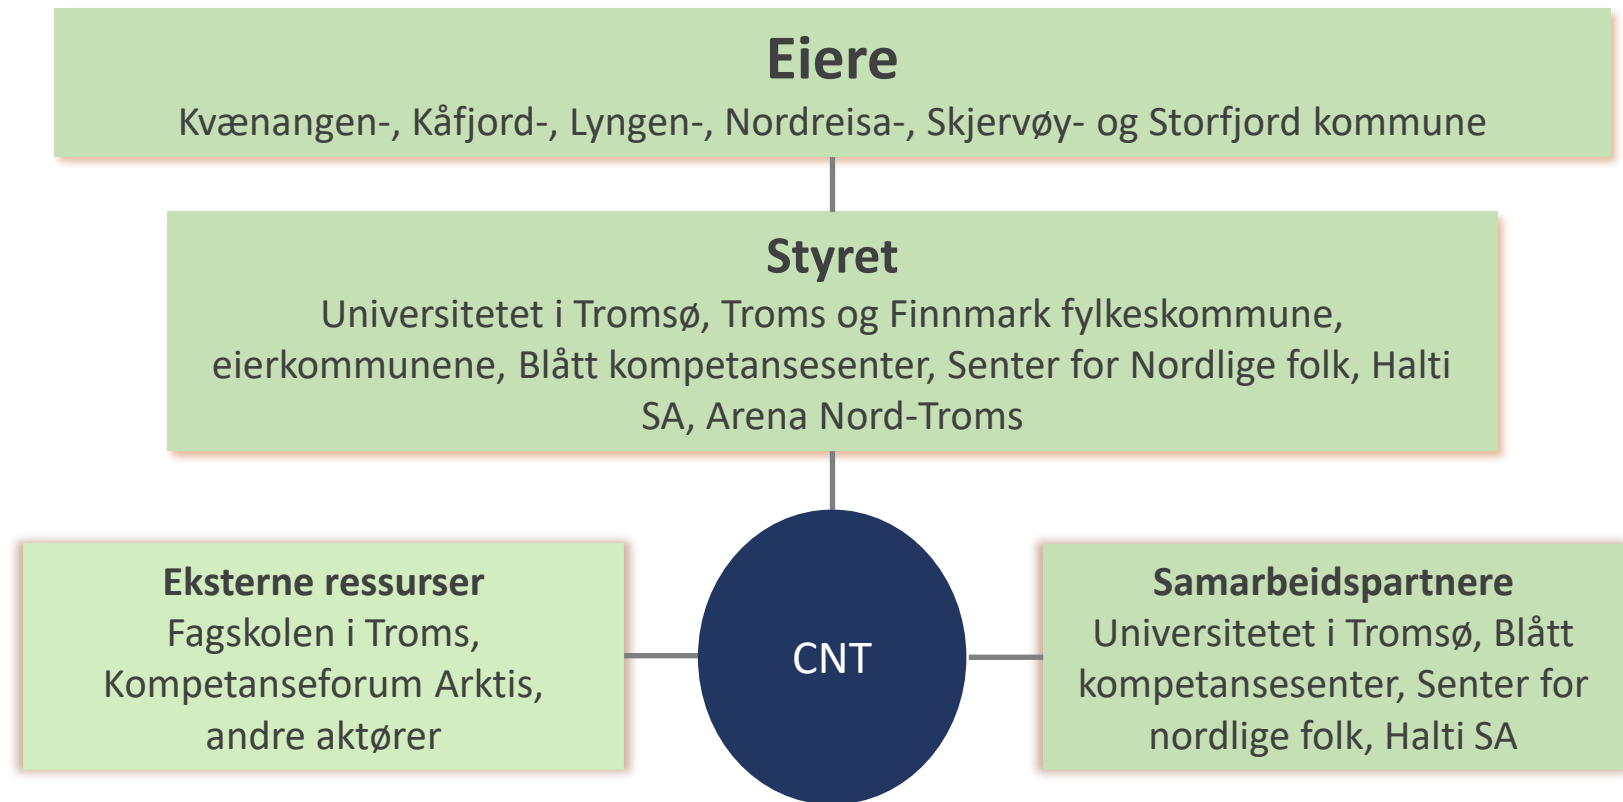 Eiere
Kvænangen-, Kåfjord-, Lyngen-, Nordreisa-, Skjervøy- og Storfjord kommune
Styret
Universitetet i Tromsø, Troms og Finnmark fylkeskommune,
eierkommunene, Blått kompetansesenter, Senter for Nordlige folk, Halti
SA, Arena Nord-Troms
Eksterne ressurser
Fagskolen i Troms,
Kompetanseforum Arktis,
andre aktører
CNT
Samarbeidspartnere
Universitetet i Tromsø, Blått
kompetansesenter, Senter for
nordlige folk, Halti SA